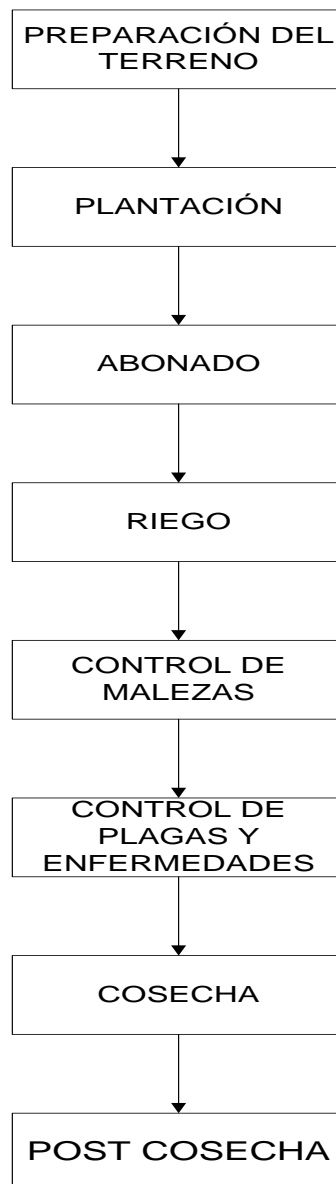 PREPARACIÓN DEL
TERRENO
PLANTACIÓN
ABONADO
RIEGO
CONTROL DE
MALEZAS
CONTROL DE
PLAGAS Y
ENFERMEDADES
COSECHA
POST COSECHA